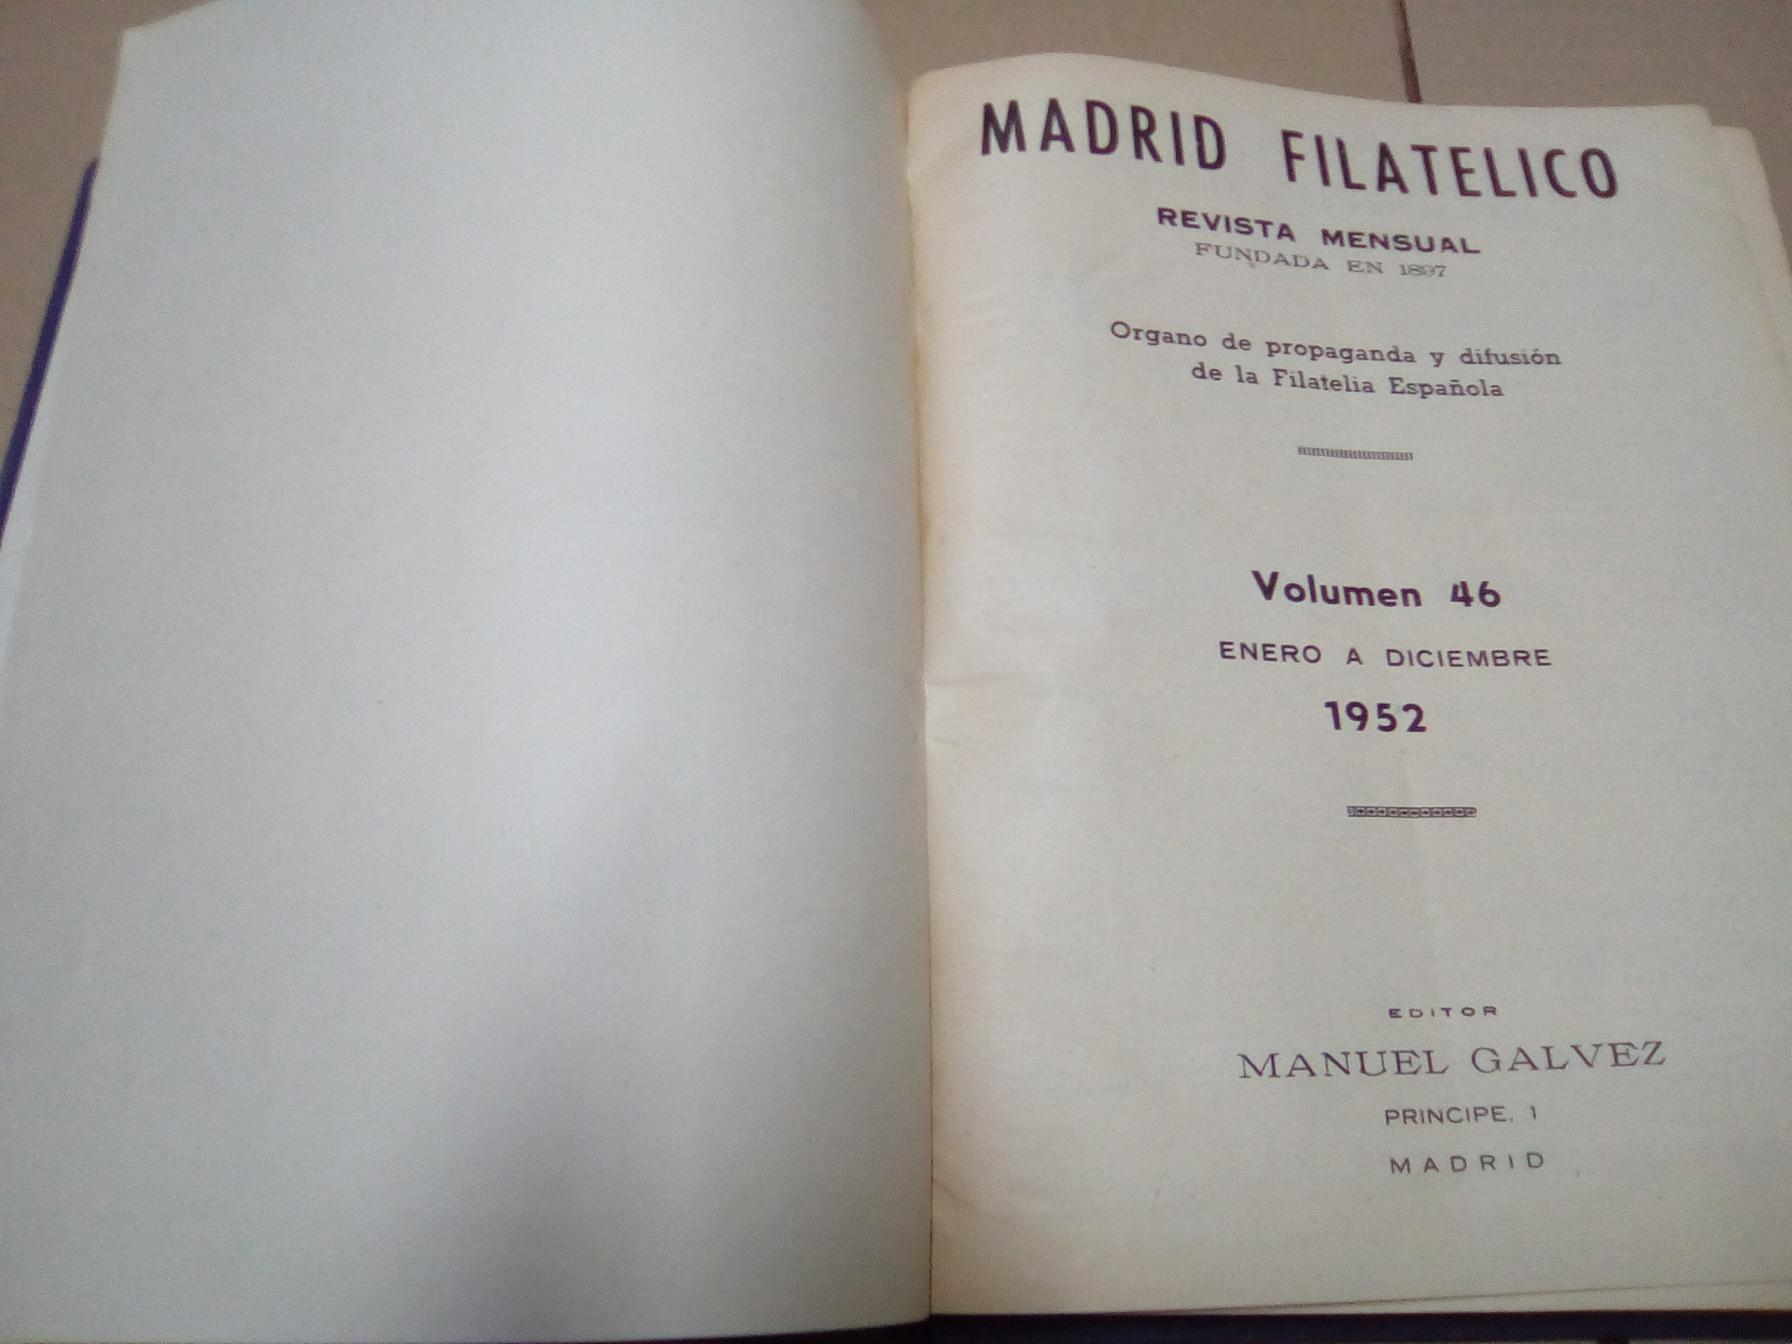 MADRID FILATELICO
REVISTA MENSUAL
FUNDADA EN 1897
Organo de propaganda y difusión
de la Filatelia Española
Volumen 46
ENERO A DICIEMBRE
1952
EDITOR
MANUEL GALVEZ
PRINCIPE, 1
MADRID